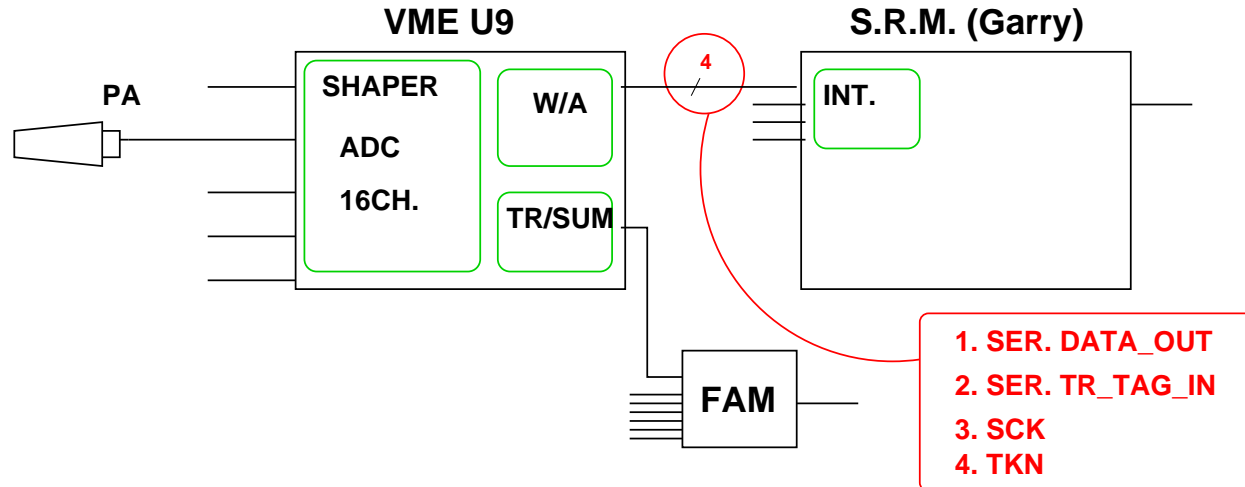 VME U9
S.R.M. (Garry)
PA
SHAPER
ADC
16CH.
W/A
TR/SUM
4
INT.
FAM
1. SER. DATA_OUT
2. SER. TR_TAG_IN
3. SCK
4. TKN